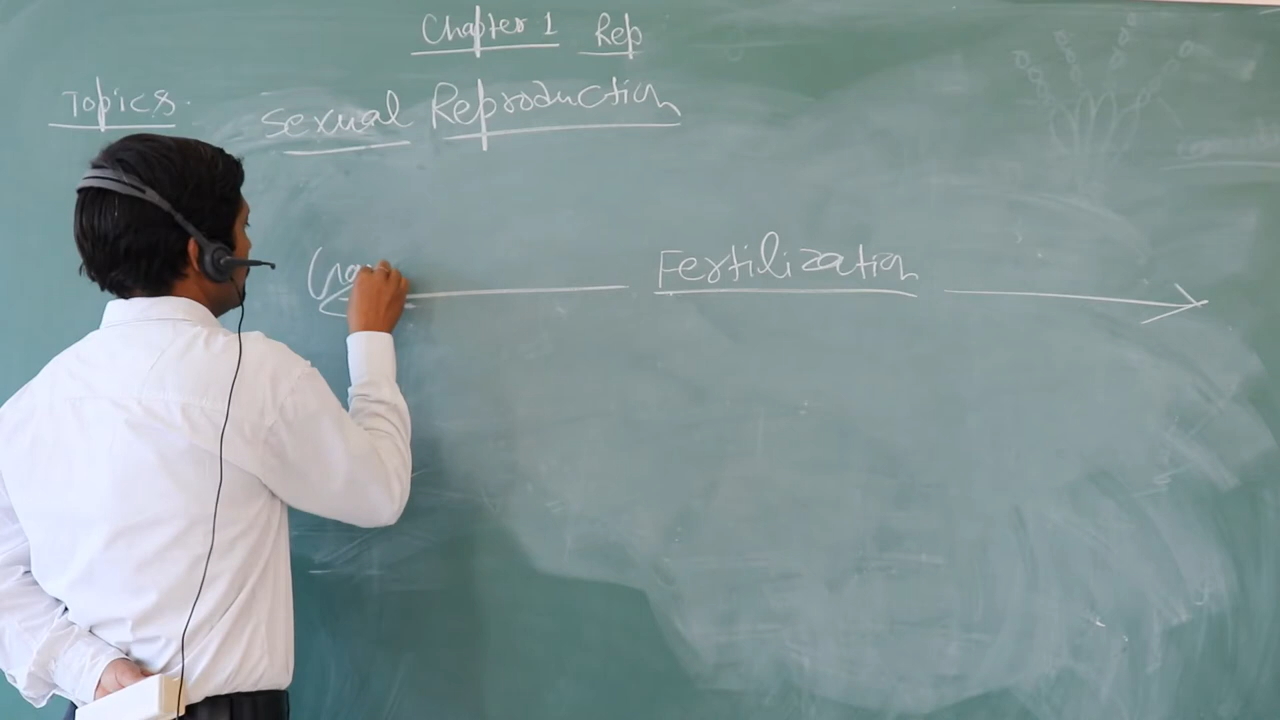 Chapter 1 Rep
Topics
Sexual Reproduction
Fertilization